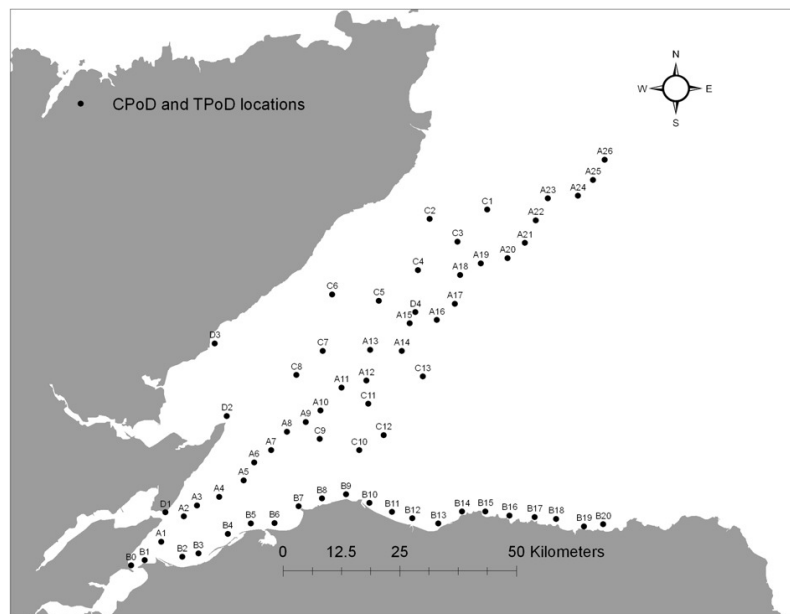 N
W E
S
CPoD and TPoD locations
A26
A25
A24
A23
C1
C2
A22
C3
A21
A20
A19
C4
A18
C6
C5
A17
D4
A15
A16
D3
C7
A13
A14
C8
A12
C13
A11
C11
A10
D2
A9
A8
C9
C12
A7
C10
A6
A5
A4
A3
D1
A2
A1
B0
B1
B2
B3
B4
B5
B6
B7
B8
B9
B10
B11
B12
B13
B14
B15
B16
B17
B18
B19
B20
0 12.5 25 50 Kilometers